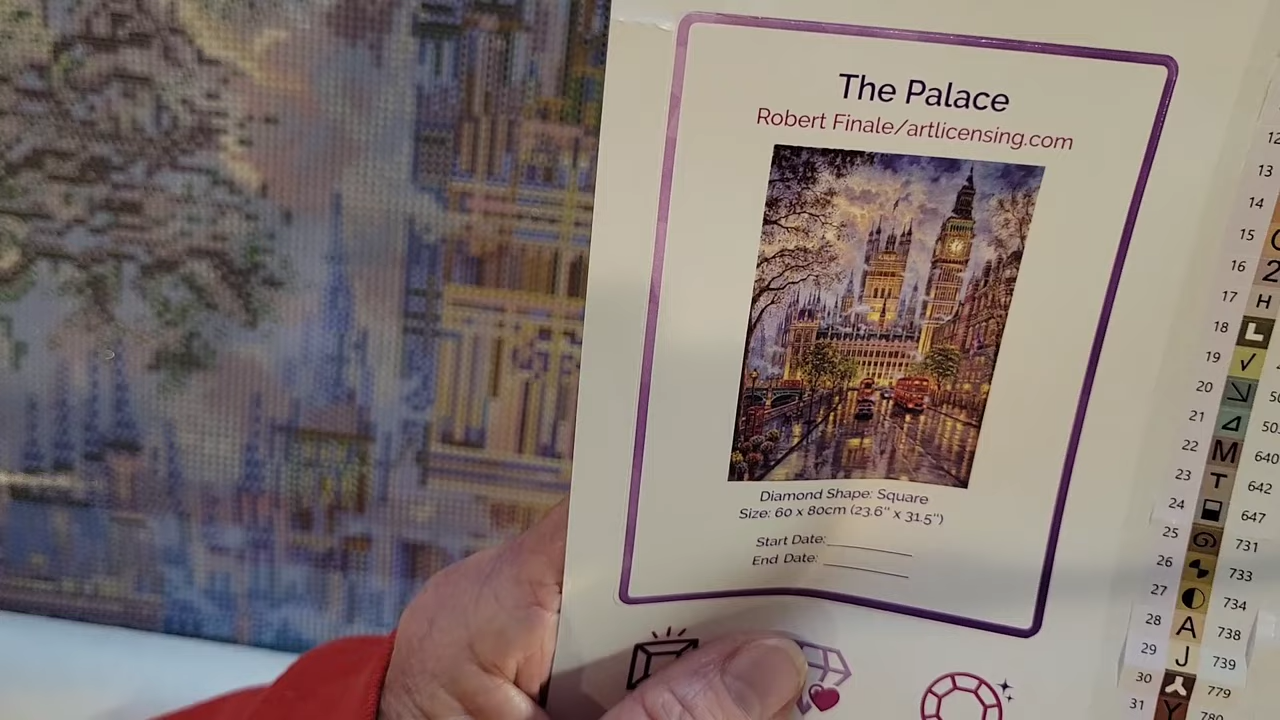 The Palace
Robert Finale/artlicensing.com
Diamond Shape: Square
Size: 60 x 80cm (23.6" x 31.5")
Start Date:
End Date:
12
13
14
15
16 2
17 H
18
19 √
20
21
22 M 640
23 T 642
24 647
25 731
26 733
27 734
28 A 738
29 J 739
30 779
31 Y 780